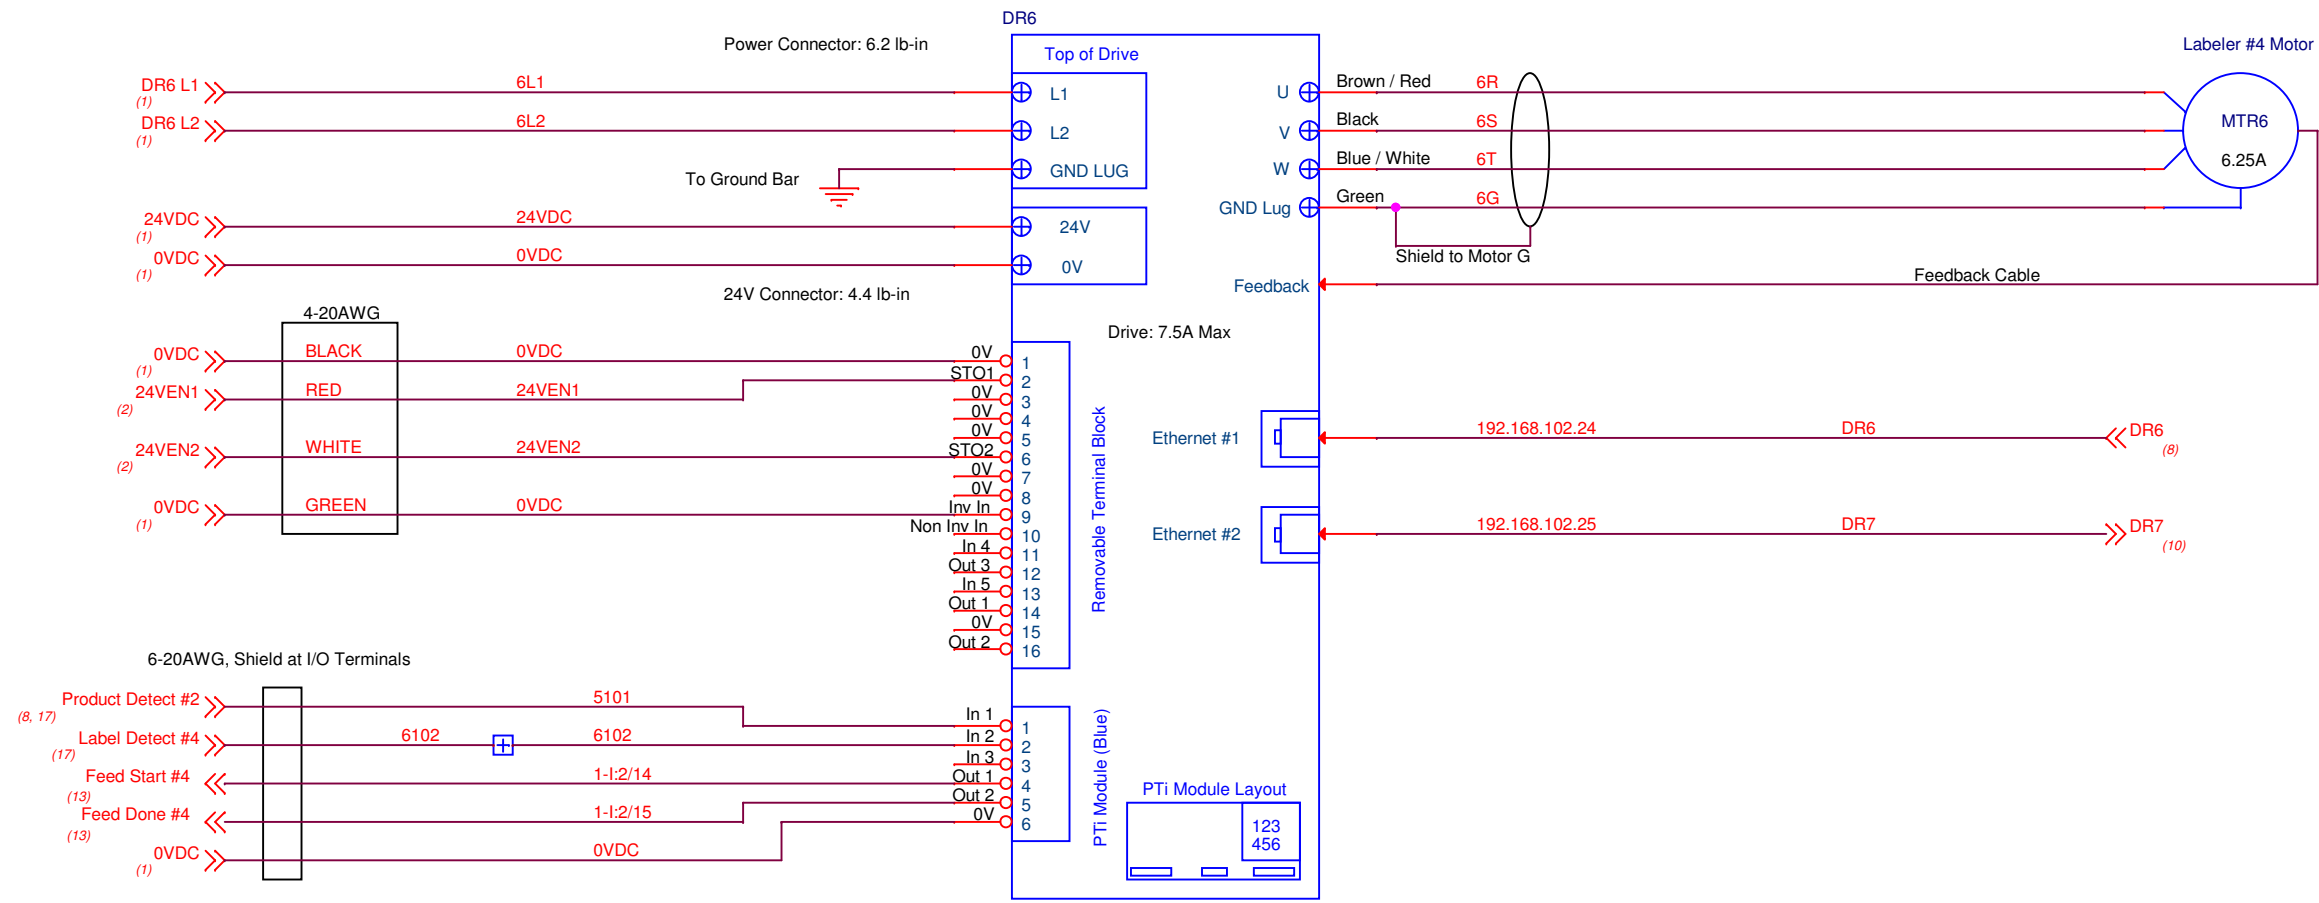 DR6
Power Connector: 6.2 lb-in
Top of Drive
Labeler #4 Motor
DR6 L1
(1)
6L1
L1
U
Brown / Red
6R
DR6 L2
(1)
6L2
L2
V
Black
6S
MTR6
6.25A
To Ground Bar
GND LUG
W
Blue / White
6T
GND Lug
Green
6G
24VDC
(1)
24VDC
24V
0VDC
(1)
0VDC
0V
Shield to Motor G
Feedback
Feedback Cable
24V Connector: 4.4 lb-in
Drive: 7.5A Max
4-20AWG
0VDC
(1)
BLACK
0VDC
24VEN1
(2)
RED
24VEN1
24VEN2
(2)
WHITE
24VEN2
0VDC
(1)
GREEN
0VDC
0V 1
STO1 2
0V 3
0V 4
0V 5
STO2 6
0V 7
0V 8
Inv In 9
Non Inv In 10
In 4 11
Out 3 12
In 5 13
Out 1 14
0V 15
Out 2 16
Removable Terminal Block
Ethernet #1
192.168.102.24
DR6
DR6
(8)
Ethernet #2
192.168.102.25
DR7
DR7
(10)
6-20AWG, Shield at I/O Terminals
Product Detect #2
(8, 17)
5101
Label Detect #4
(17)
6102
6102
Feed Start #4
(13)
1-I:2/14
Feed Done #4
(13)
1-I:2/15
0VDC
(1)
0VDC
In 1 1
In 2 2
In 3 3
Out 1 4
Out 2 5
0V 6
PTi Module (Blue)
PTi Module Layout
123
456